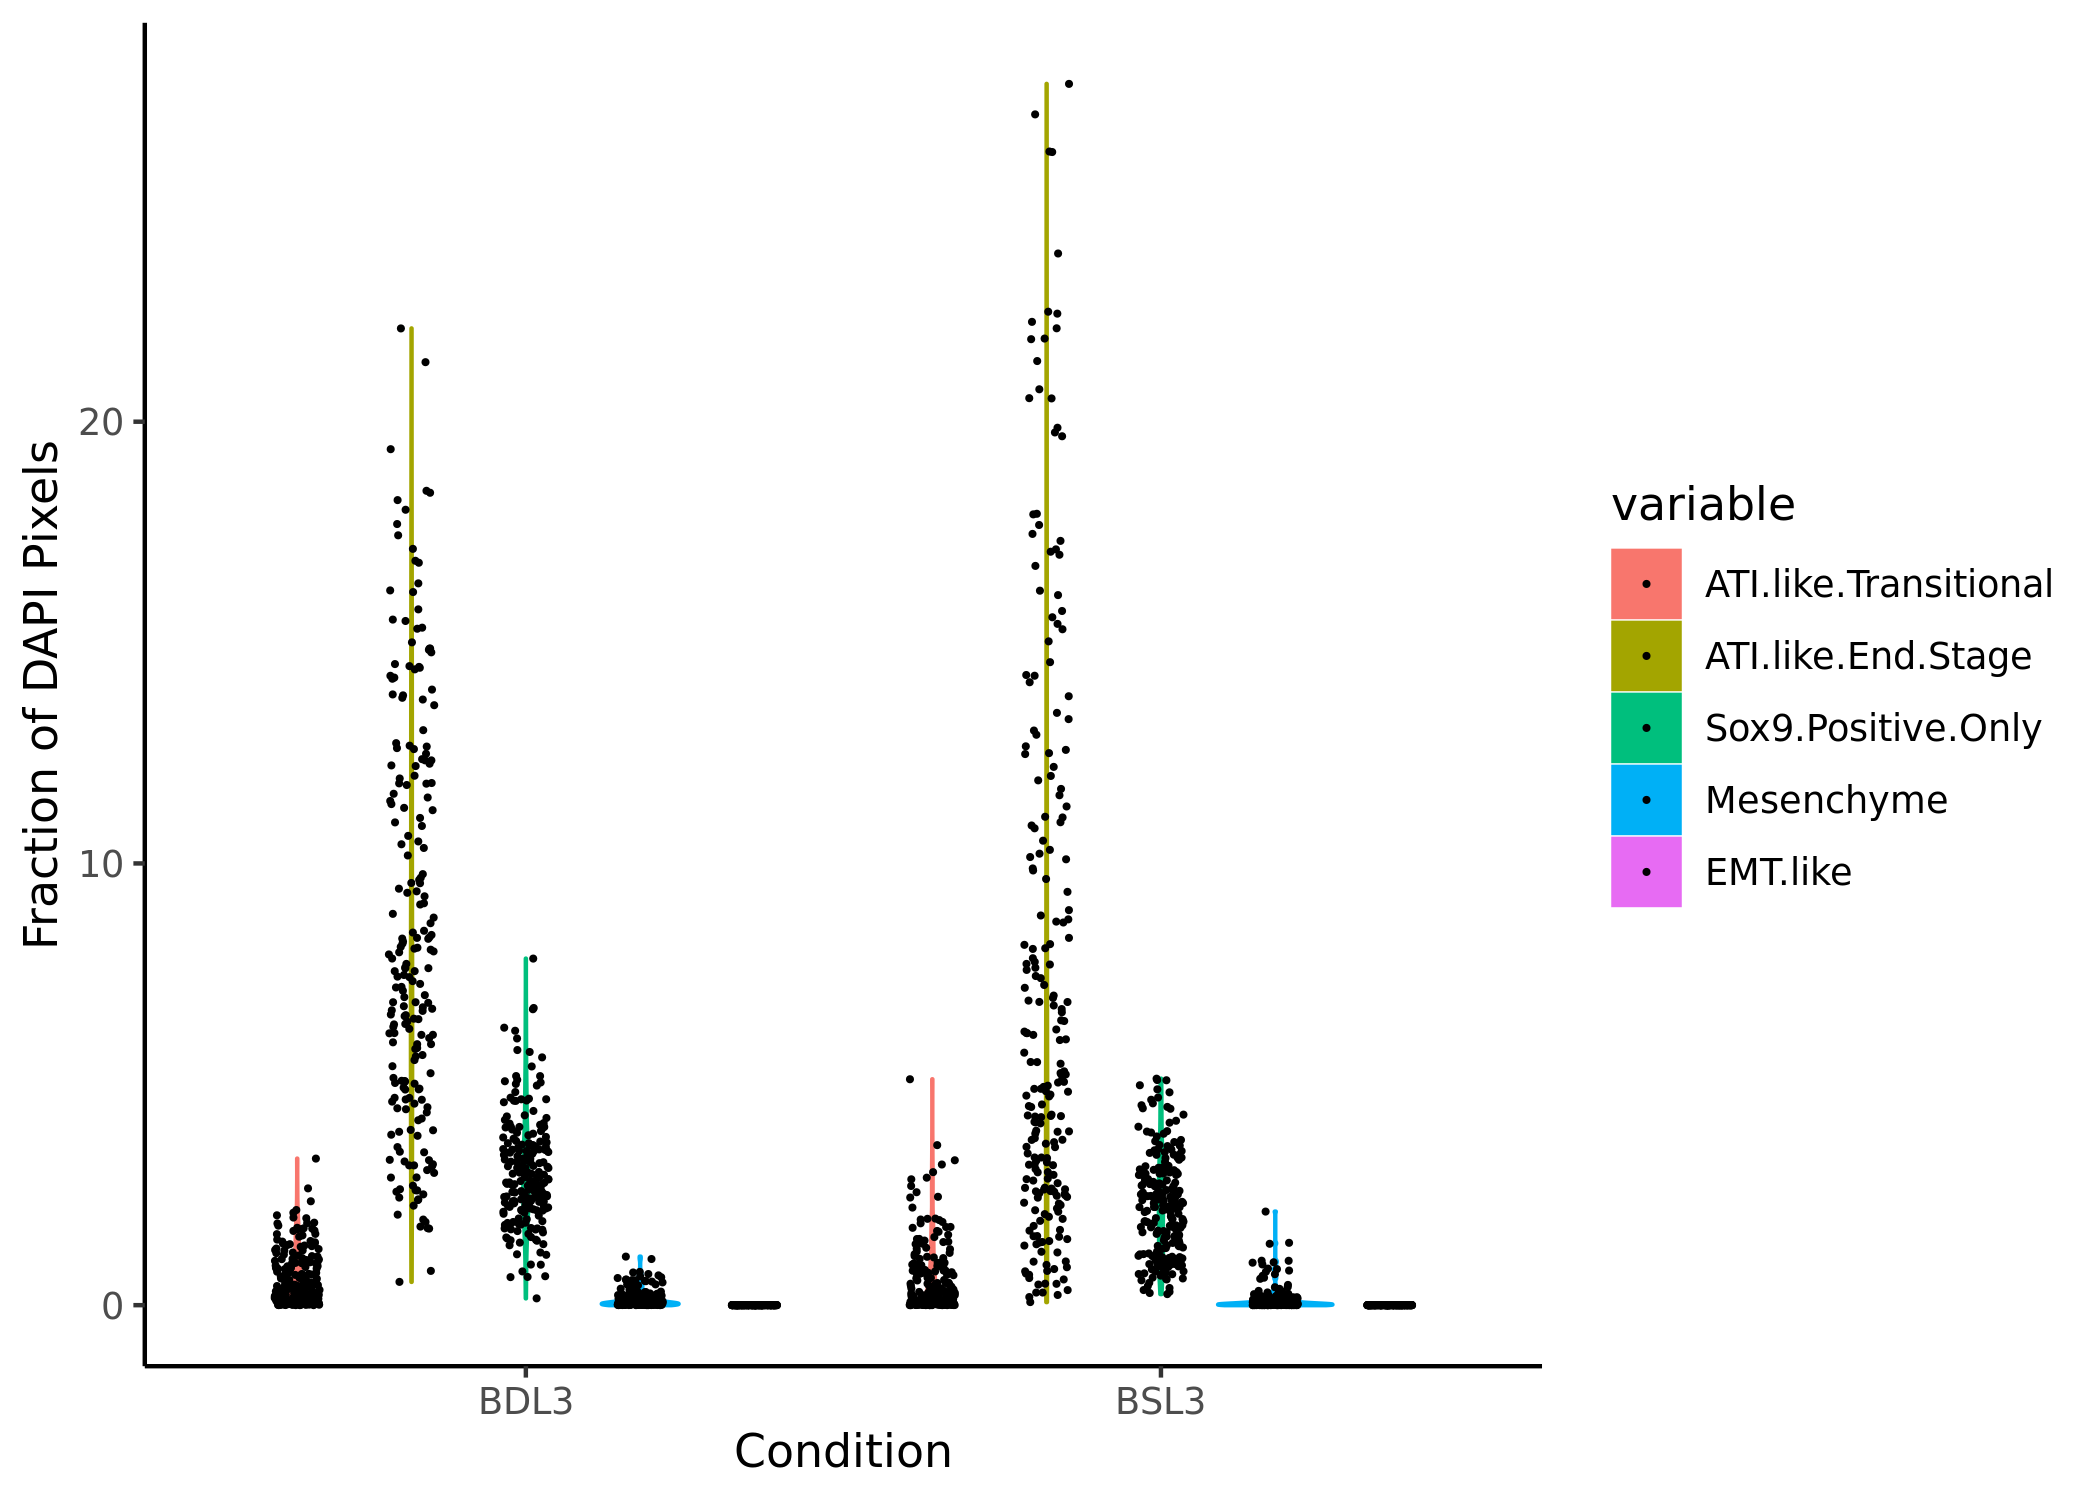 Fraction of DAPI Pixels
20
10
0
BDL3
BSL3
Condition
variable
ATI.like.Transitional
ATI.like.End.Stage
Sox9.Positive.Only
Mesenchyme
EMT.like